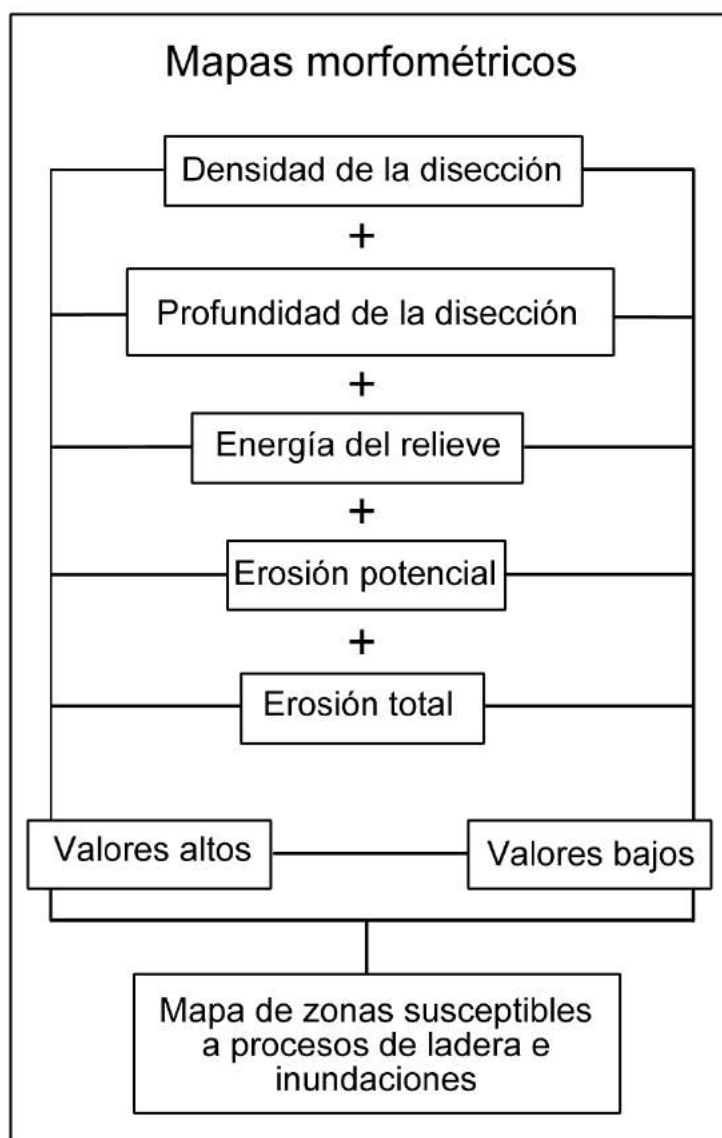 Mapas morfométricos
Densidad de la disección
+
Profundidad de la disección
+
Energía del relieve
+
Erosión potencial
+
Erosión total
Valores altos
Valores bajos
Mapa de zonas susceptibles
a procesos de ladera e
inundaciones